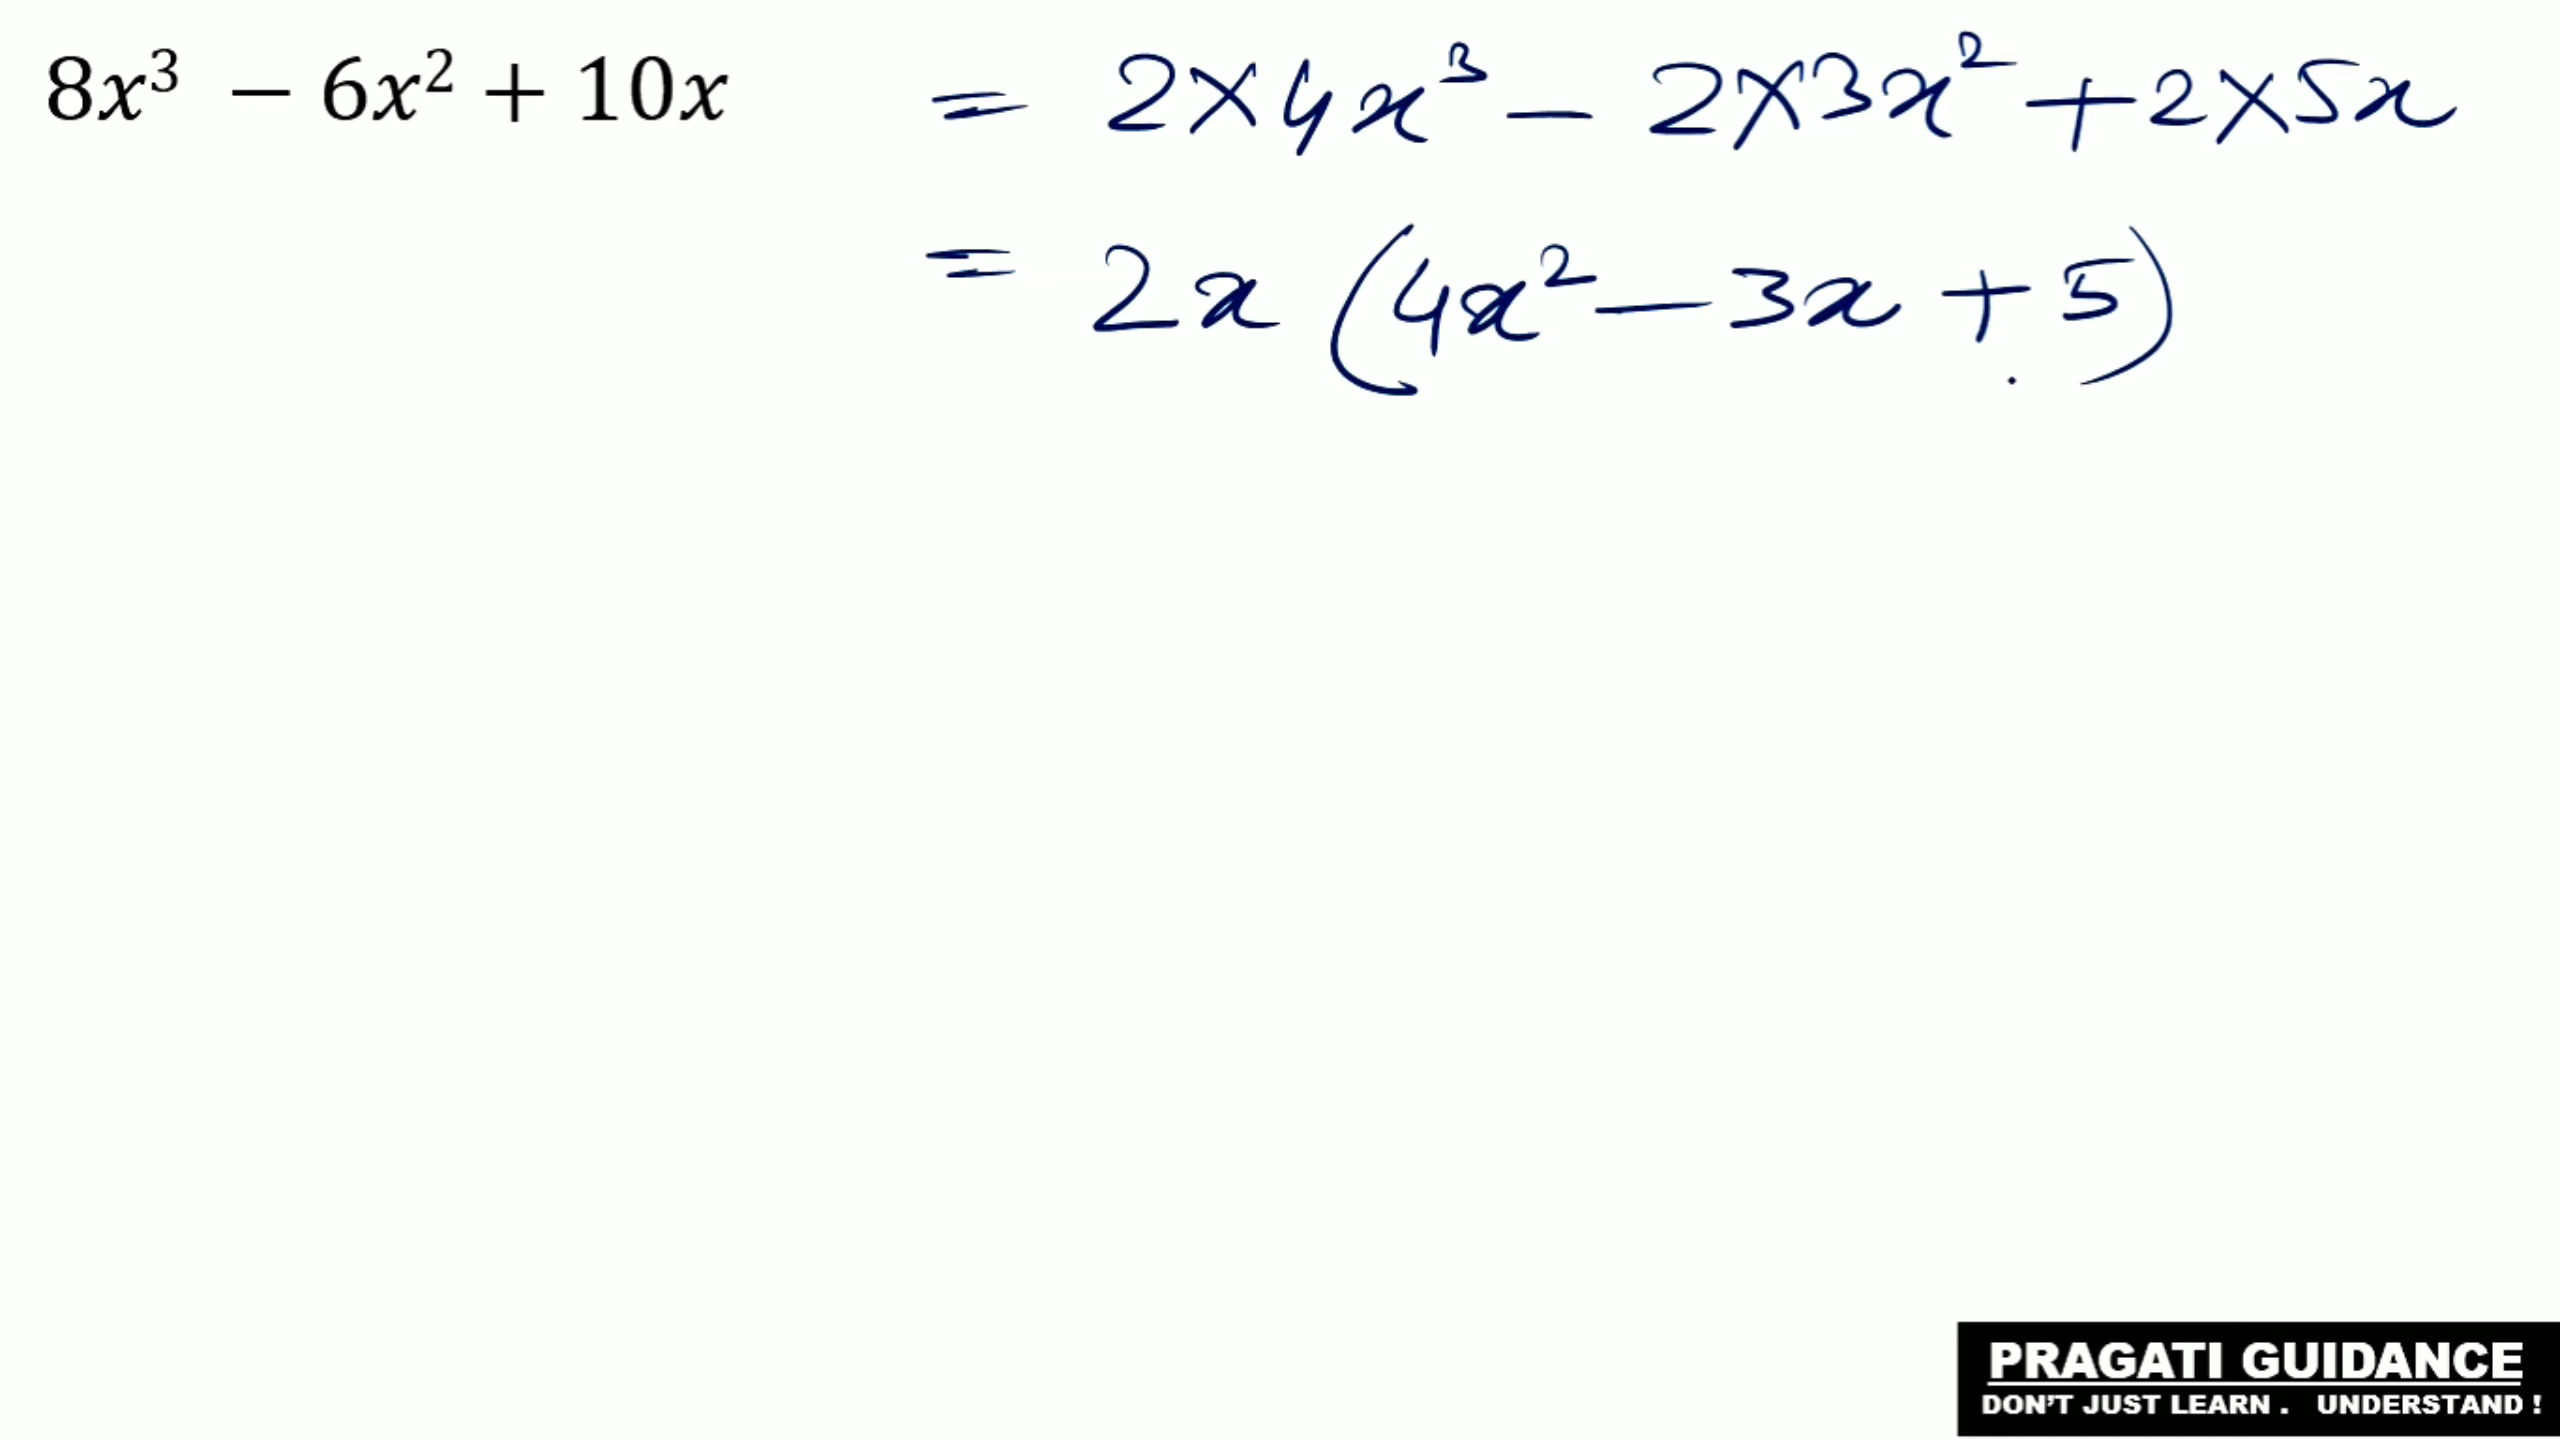 8x³ − 6x² + 10x = 2×4x³ − 2×3x² + 2×5x
= 2x (4x² − 3x + 5)
PRAGATI GUIDANCE
DON'T JUST LEARN . UNDERSTAND !